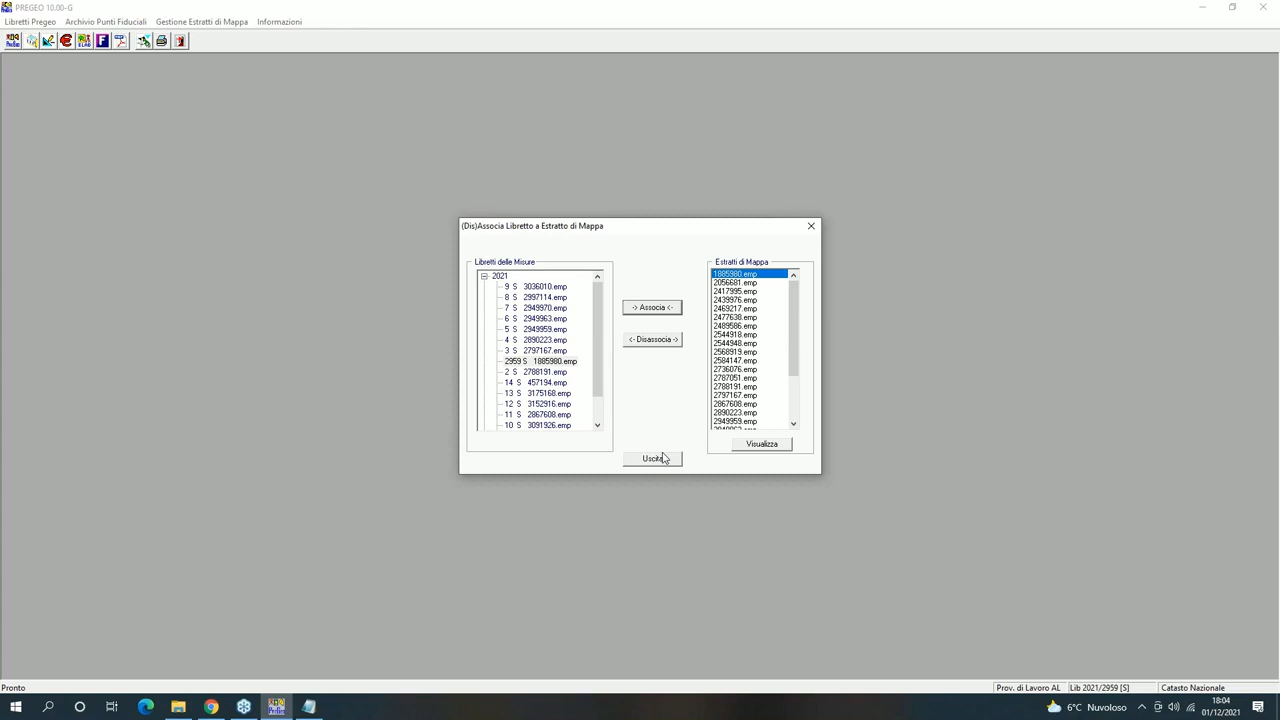 PREGEO 10.00-G
Libretti Pregeo Archivio Punti Fiduciali Gestione Estratti di Mappa Informazioni
(Dis)Associa Libretto a Estratto di Mappa
Libretti delle Misure
2021
9 S 3036010.emp
8 S 2997114.emp
7 S 2949970.emp
6 S 2949963.emp
5 S 2949959.emp
4 S 2890223.emp
3 S 2797167.emp
2959 S 1885980.emp
2 S 2788191.emp
14 S 457194.emp
13 S 3175168.emp
12 S 3152916.emp
11 S 2867608.emp
10 S 3091926.emp
-> Associa <-
<- Disassocia ->
Uscita
Estratti di Mappa
1885980.emp
2056681.emp
2417995.emp
2439976.emp
2469217.emp
2477638.emp
2489586.emp
2544918.emp
2544948.emp
2568919.emp
2584147.emp
2736076.emp
2787051.emp
2788191.emp
2797167.emp
2867608.emp
2890223.emp
2949959.emp
Visualizza
Pronto
Prov. di Lavoro AL Lib 2021/2959 [S] Catasto Nazionale
6°C Nuvoloso
18:04
01/12/2021